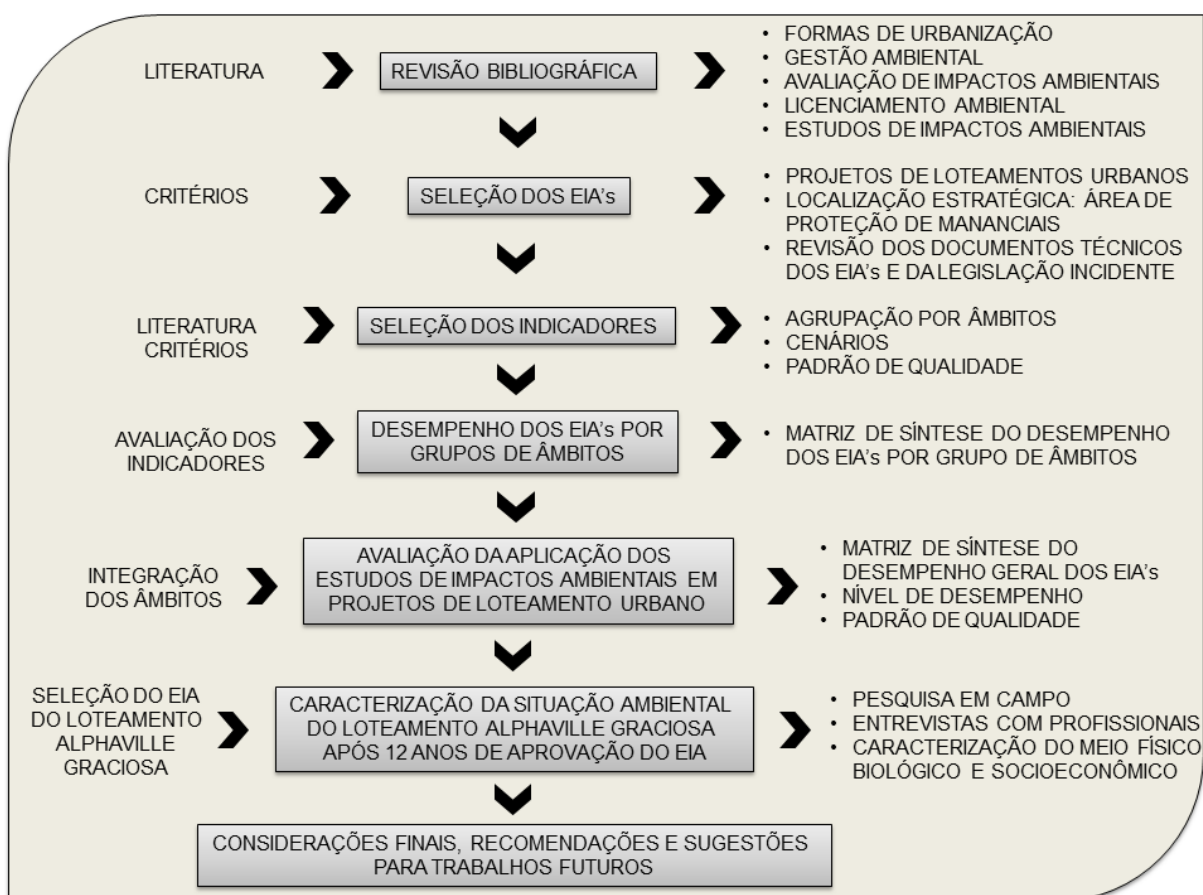 LITERATURA
REVISÃO BIBLIOGRÁFICA
• FORMAS DE URBANIZAÇÃO
• GESTÃO AMBIENTAL
• AVALIAÇÃO DE IMPACTOS AMBIENTAIS
• LICENCIAMENTO AMBIENTAL
• ESTUDOS DE IMPACTOS AMBIENTAIS
CRITÉRIOS
SELEÇÃO DOS EIA's
• PROJETOS DE LOTEAMENTOS URBANOS
• LOCALIZAÇÃO ESTRATÉGICA: ÁREA DE
PROTEÇÃO DE MANANCIAIS
• REVISÃO DOS DOCUMENTOS TÉCNICOS
DOS EIA's E DA LEGISLAÇÃO INCIDENTE
LITERATURA
CRITÉRIOS
SELEÇÃO DOS INDICADORES
• AGRUPAÇÃO POR ÂMBITOS
• CENÁRIOS
• PADRÃO DE QUALIDADE
AVALIAÇÃO DOS
INDICADORES
DESEMPENHO DOS EIA's POR
GRUPOS DE ÂMBITOS
• MATRIZ DE SÍNTESE DO DESEMPENHO
DOS EIA's POR GRUPO DE ÂMBITOS
INTEGRAÇÃO
DOS ÂMBITOS
AVALIAÇÃO DA APLICAÇÃO DOS
ESTUDOS DE IMPACTOS AMBIENTAIS EM
PROJETOS DE LOTEAMENTO URBANO
• MATRIZ DE SÍNTESE DO
DESEMPENHO GERAL DOS EIA's
• NÍVEL DE DESEMPENHO
• PADRÃO DE QUALIDADE
SELEÇÃO DO EIA
DO LOTEAMENTO
ALPHAVILLE
GRACIOSA
CARACTERIZAÇÃO DA SITUAÇÃO AMBIENTAL
DO LOTEAMENTO ALPHAVILLE GRACIOSA
APÓS 12 ANOS DE APROVAÇÃO DO EIA
• PESQUISA EM CAMPO
• ENTREVISTAS COM PROFISSIONAIS
• CARACTERIZAÇÃO DO MEIO FÍSICO
BIOLÓGICO E SOCIOECONÔMICO
CONSIDERAÇÕES FINAIS, RECOMENDAÇÕES E SUGESTÕES
PARA TRABALHOS FUTUROS